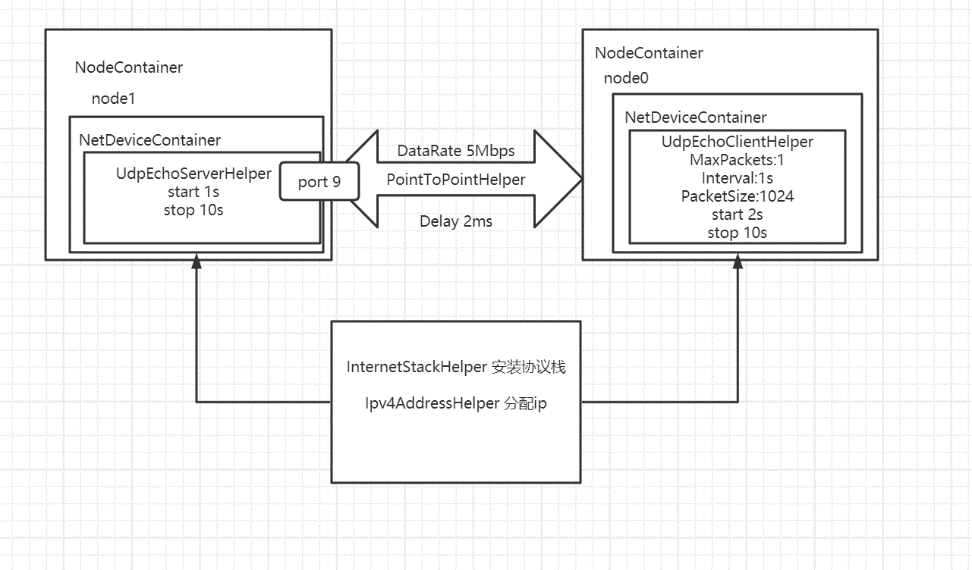 NodeContainer
node1
NetDeviceContainer
UdpEchoServerHelper
start 1s
stop 10s
port 9
DataRate 5Mbps
PointToPointHelper
Delay 2ms
NodeContainer
node0
NetDeviceContainer
UdpEchoClientHelper
MaxPackets:1
Interval:1s
PacketSize:1024
start 2s
stop 10s
InternetStackHelper 安装协议栈
Ipv4AddressHelper 分配ip